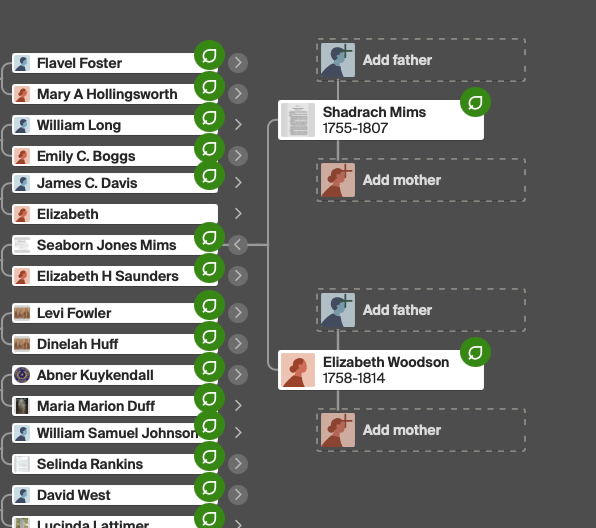 Flavel Foster
Mary A Hollingsworth
William Long
Emily C. Boggs
James C. Davis
Elizabeth
Seaborn Jones Mims
Elizabeth H Saunders
Levi Fowler
Dinelah Huff
Abner Kuykendall
Maria Marion Duff
William Samuel Johnson
Selinda Rankins
David West
Lucinda Lattimer
Add father
Shadrach Mims
1755-1807
Add mother
Add father
Elizabeth Woodson
1758-1814
Add mother